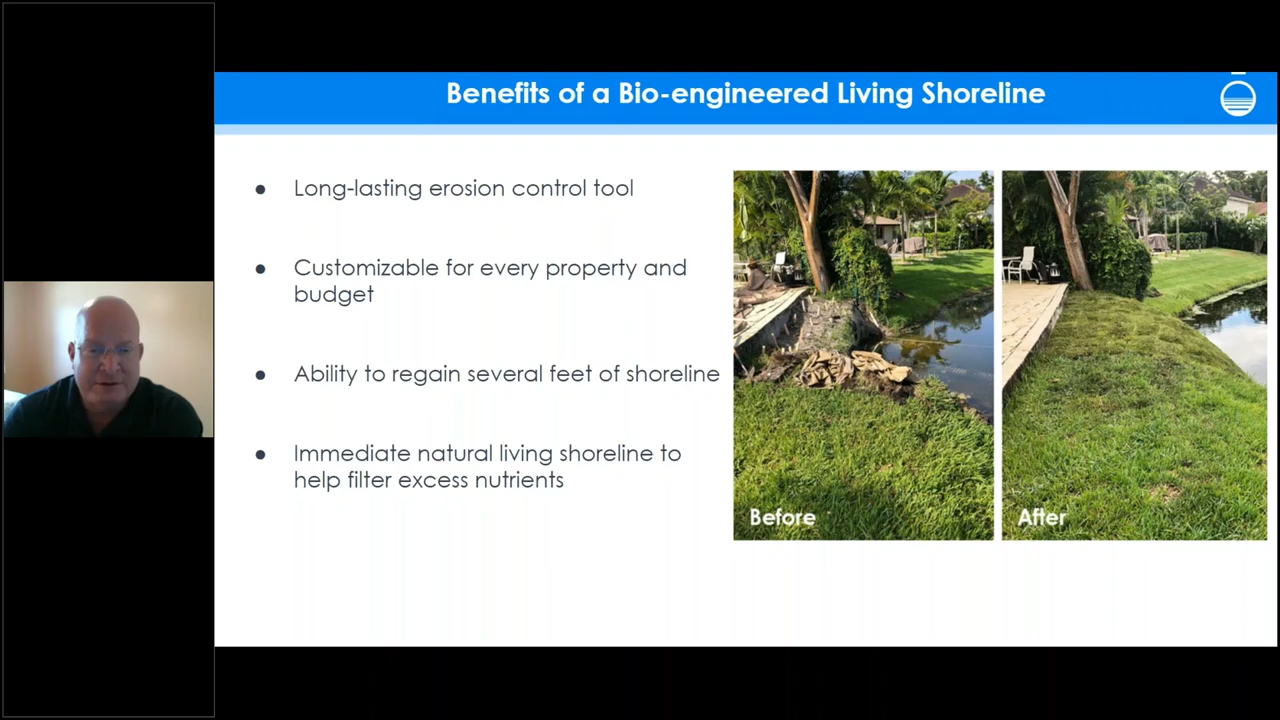 Benefits of a Bio-engineered Living Shoreline
● Long-lasting erosion control tool
● Customizable for every property and
budget
● Ability to regain several feet of shoreline
● Immediate natural living shoreline to
help filter excess nutrients
Before
After